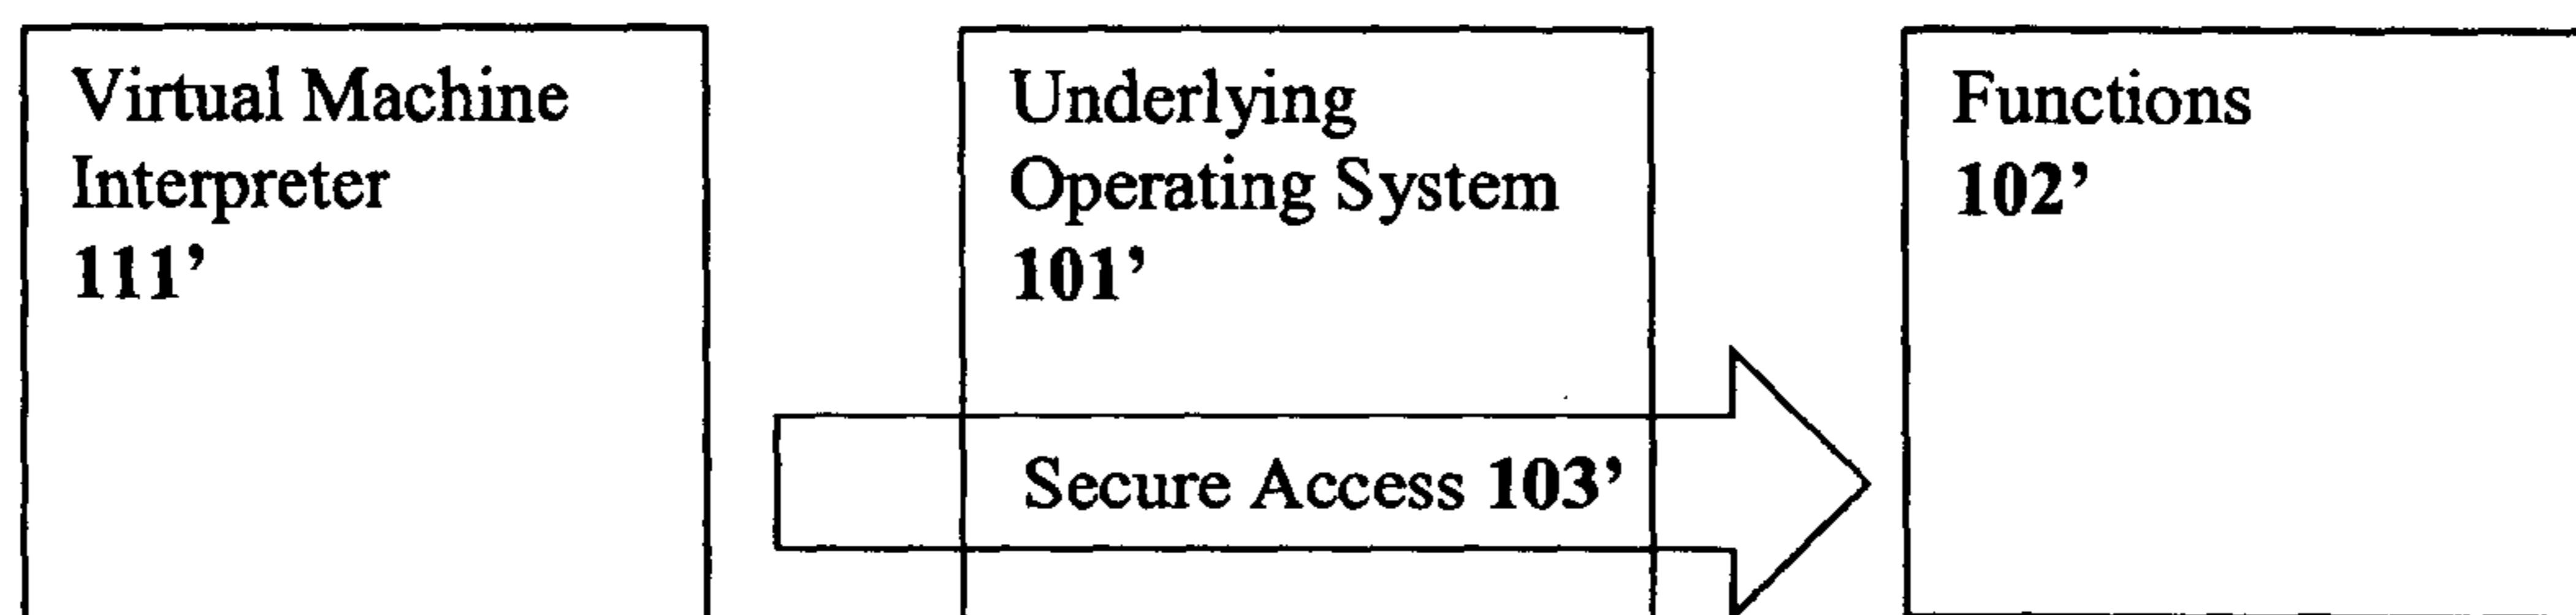 Virtual Machine
Interpreter
111’
Underlying
Operating System
101’
Functions
102’
Secure Access 103’